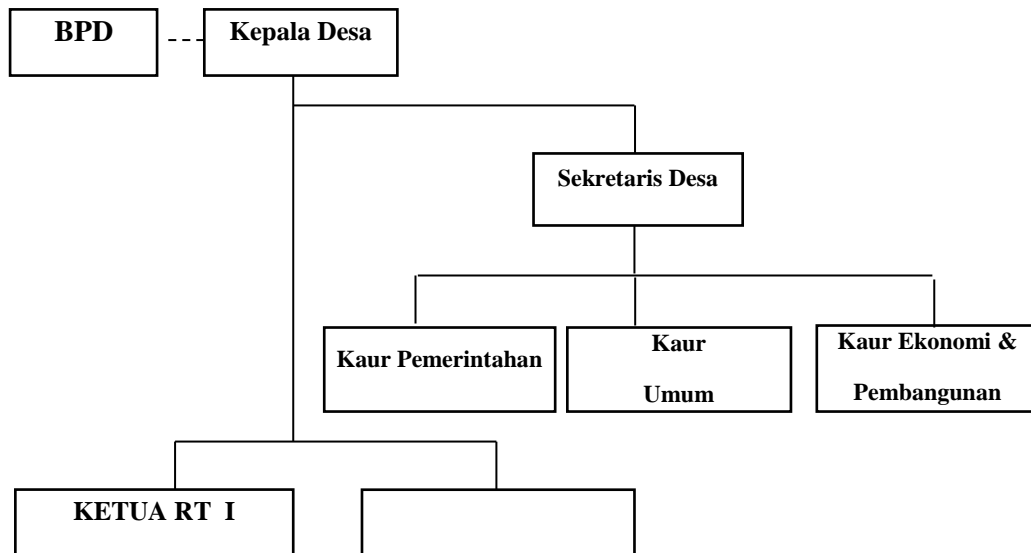 BPD
Kepala Desa
Sekretaris Desa
Kaur Pemerintahan
Kaur
Umum
Kaur Ekonomi &
Pembangunan
KETUA RT I